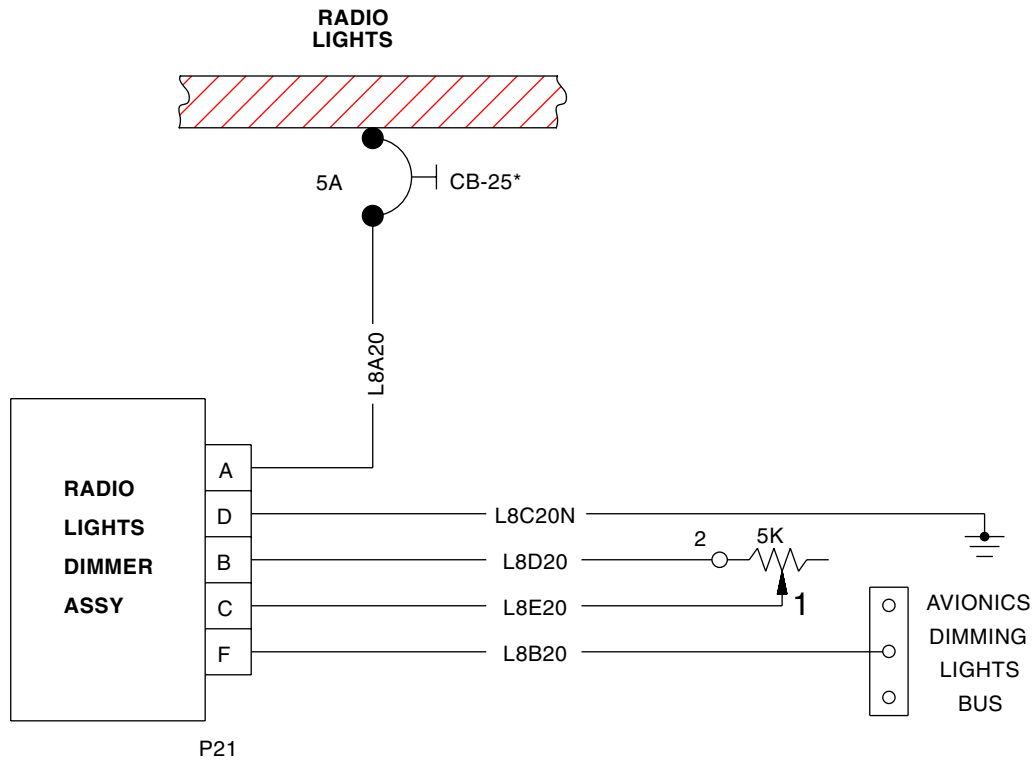 RADIO
LIGHTS
5A
CB-25*
L8A20
RADIO
LIGHTS
DIMMER
ASSY
A
D
B
C
F
L8C20N
2
5K
L8D20
L8E20
1
L8B20
AVIONICS
DIMMING
LIGHTS
BUS
P21